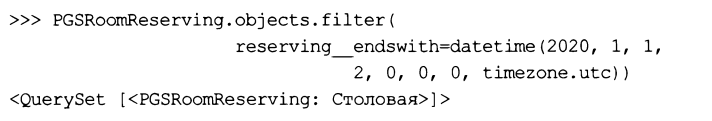 >>> PGSRoomReserving.objects.filter(
reserving__endswith=datetime(2020, 1, 1,
2, 0, 0, 0, timezone.utc))
<QuerySet [<PGSRoomReserving: Столовая>]>